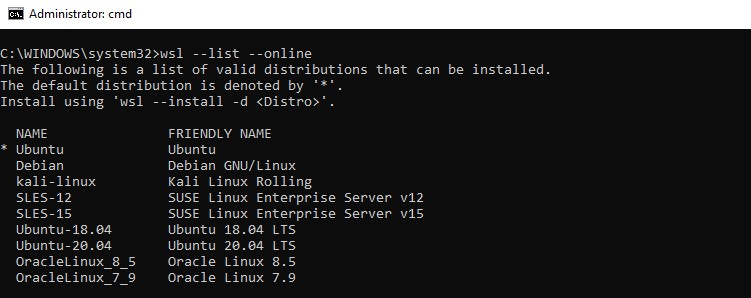 Administrator: cmd
C:\WINDOWS\system32>wsl --list --online
The following is a list of valid distributions that can be installed.
The default distribution is denoted by '*'.
Install using 'wsl --install -d <Distro>'.
  NAME               FRIENDLY NAME
* Ubuntu             Ubuntu
  Debian             Debian GNU/Linux
  kali-linux         Kali Linux Rolling
  SLES-12            SUSE Linux Enterprise Server v12
  SLES-15            SUSE Linux Enterprise Server v15
  Ubuntu-18.04       Ubuntu 18.04 LTS
  Ubuntu-20.04       Ubuntu 20.04 LTS
  OracleLinux_8_5    Oracle Linux 8.5
  OracleLinux_7_9    Oracle Linux 7.9